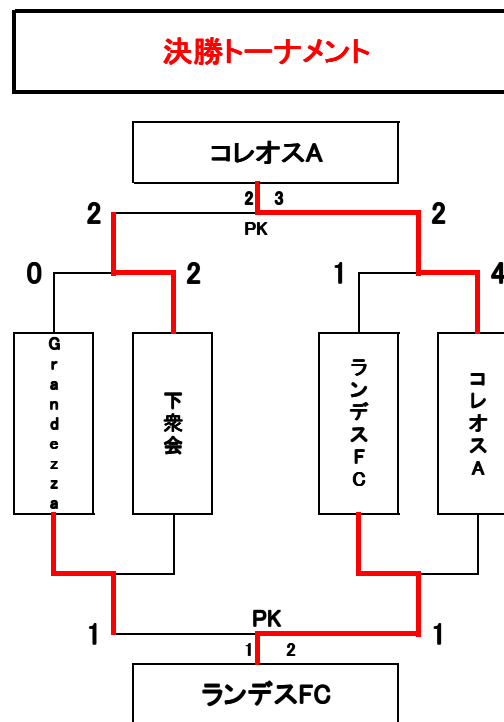 決勝トーナメント
コレオスA
2 3
2 2
PK
0 2 1 4
Grandezza
下衆会
ランデスFC
コレオスA
PK
1 1
1 2
ランデスFC